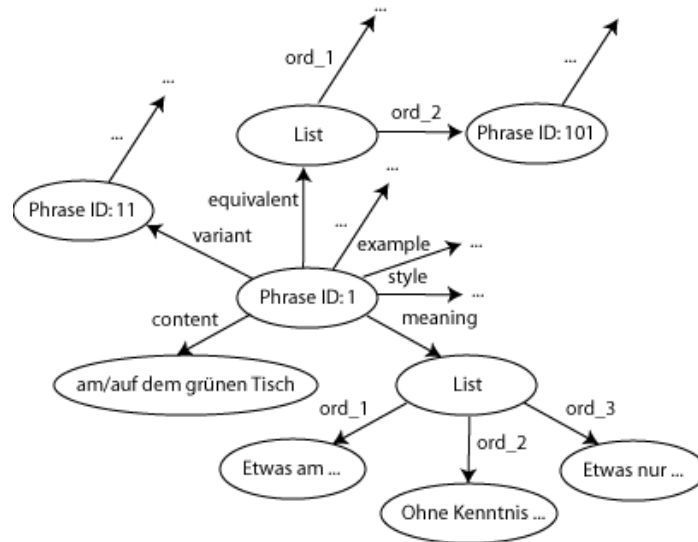 ...
ord_1
...
...
...
ord_2
List
Phrase ID: 101
...
...
equivalent
Phrase ID: 11
...
variant
example
...
style
Phrase ID: 1
...
content
meaning
am/auf dem grünen Tisch
List
ord_1
ord_3
ord_2
Etwas am ...
Etwas nur ...
Ohne Kenntnis ...